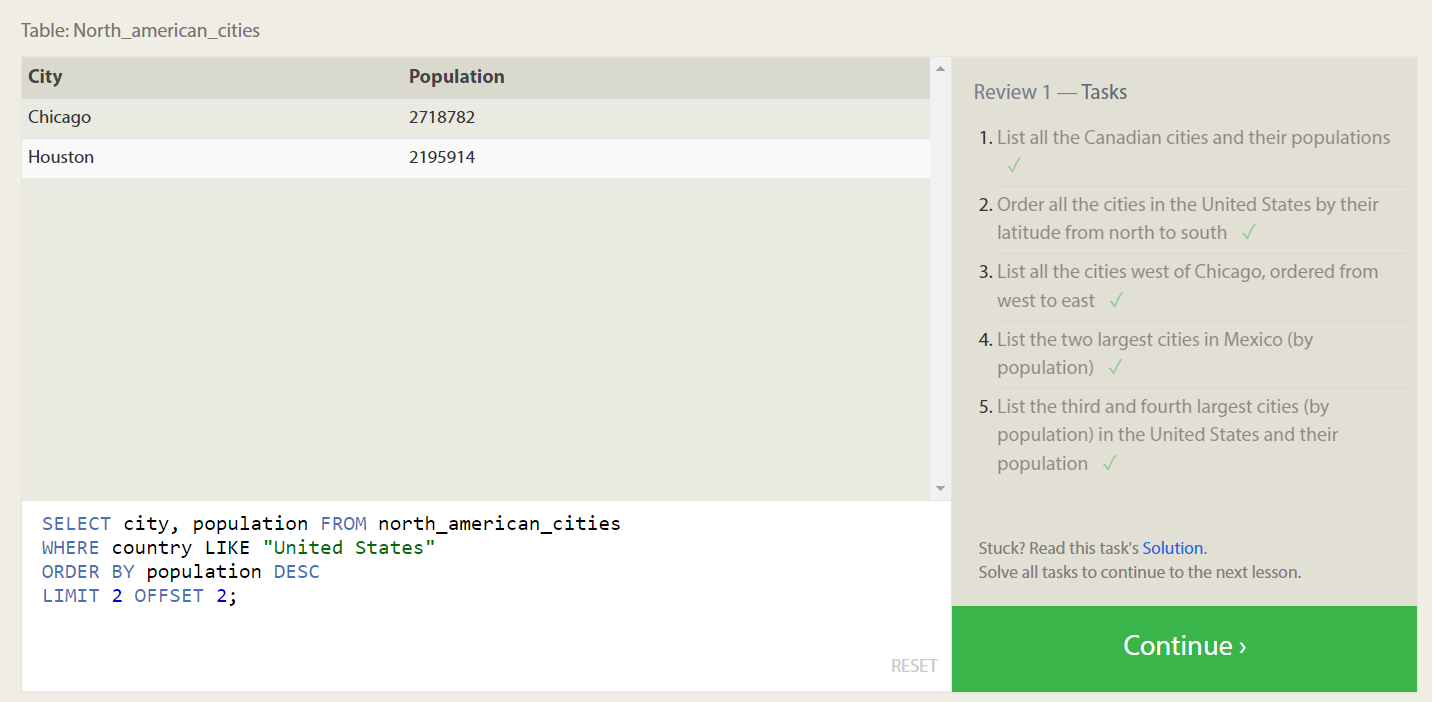 Table: North_american_cities
City Population
Chicago 2718782
Houston 2195914
SELECT city, population FROM north_american_cities
WHERE country LIKE "United States"
ORDER BY population DESC
LIMIT 2 OFFSET 2;
RESET
Review 1 — Tasks
1. List all the Canadian cities and their populations
✓
2. Order all the cities in the United States by their
latitude from north to south ✓
3. List all the cities west of Chicago, ordered from
west to east ✓
4. List the two largest cities in Mexico (by
population) ✓
5. List the third and fourth largest cities (by
population) in the United States and their
population ✓
Stuck? Read this task's Solution.
Solve all tasks to continue to the next lesson.
Continue ›